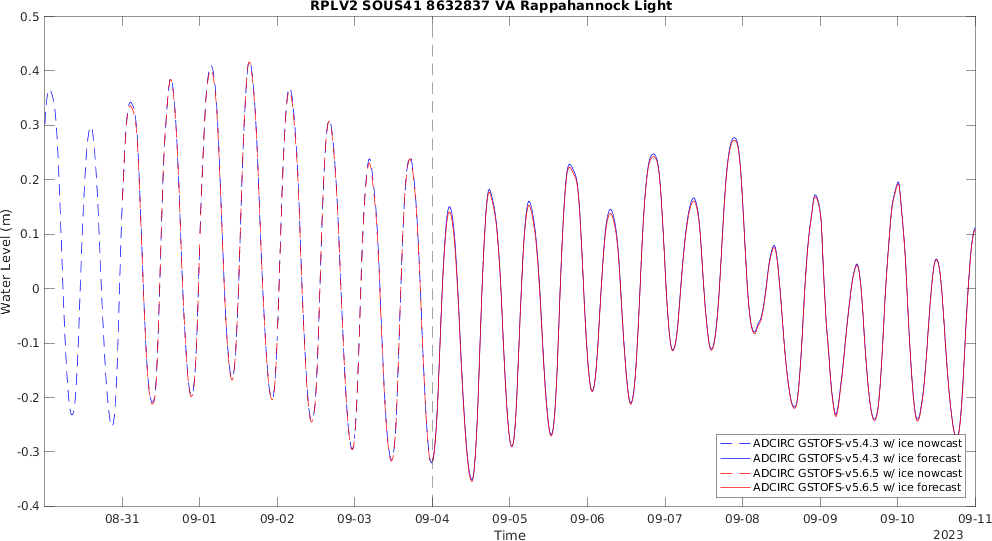 RPLV2 SOUS41 8632837 VA Rappahannock Light
0.5
0.4
0.3
0.2
0.1
0
-0.1
-0.2
-0.3
-0.4
Water Level (m)
08-31 09-01 09-02 09-03 09-04 09-05 09-06 09-07 09-08 09-09 09-10 09-11
Time
2023
ADCIRC GSTOFS-v5.4.3 w/ ice nowcast
ADCIRC GSTOFS-v5.4.3 w/ ice forecast
ADCIRC GSTOFS-v5.6.5 w/ ice nowcast
ADCIRC GSTOFS-v5.6.5 w/ ice forecast